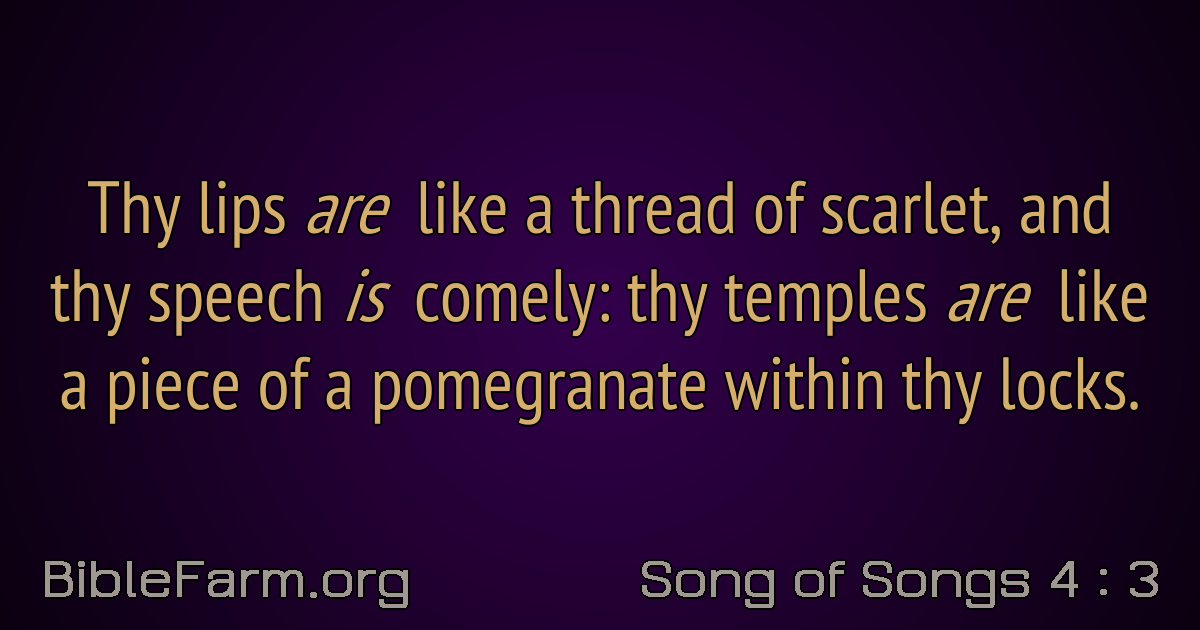 Thy lips are like a thread of scarlet, and
thy speech is comely: thy temples are like
a piece of a pomegranate within thy locks.
BibleFarm.org
Song of Songs 4 : 3